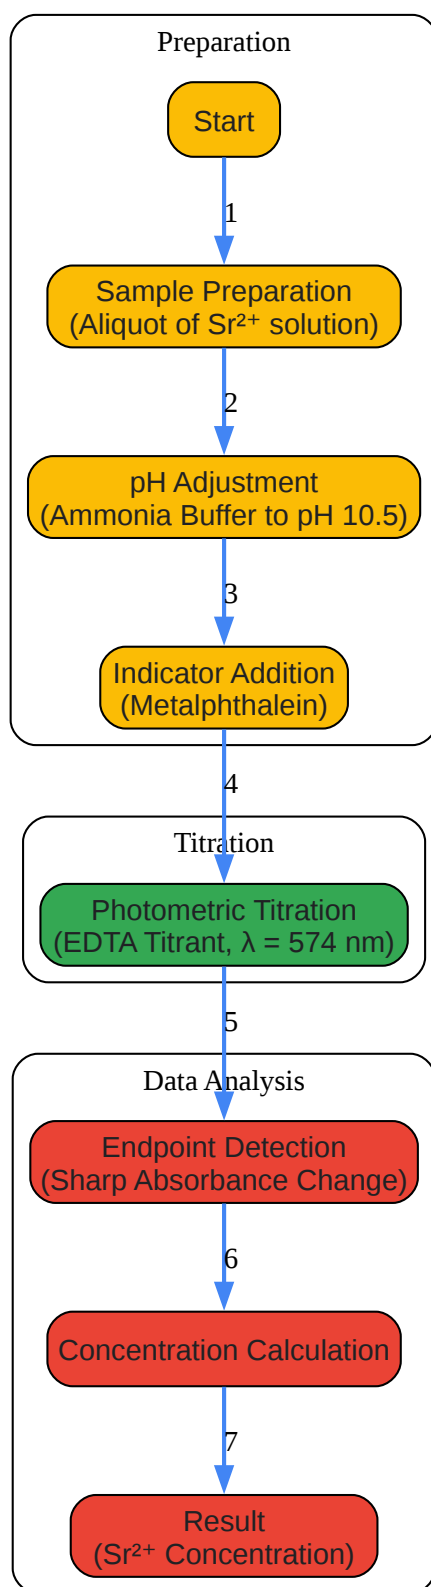 Preparation
Start
1
Sample Preparation
(Aliquot of Sr²⁺ solution)
2
pH Adjustment
(Ammonia Buffer to pH 10.5)
3
Indicator Addition
(Metalphthalein)
4
Titration
Photometric Titration
(EDTA Titrant, λ = 574 nm)
5
Data Analysis
Endpoint Detection
(Sharp Absorbance Change)
6
Concentration Calculation
7
Result
(Sr²⁺ Concentration)